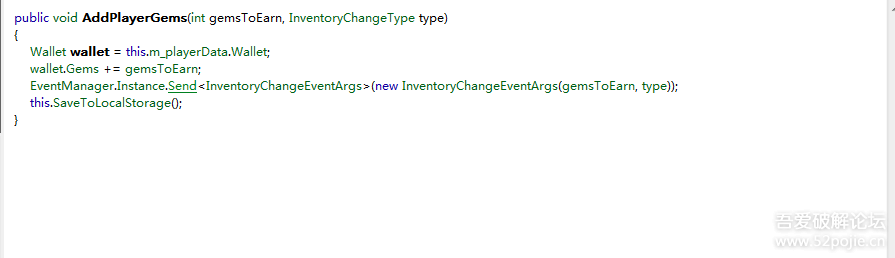 public void AddPlayerGems(int gemsToEarn, InventoryChangeType type)
{
Wallet wallet = this.m_playerData.Wallet;
wallet.Gems += gemsToEarn;
EventManager.Instance.Send<InventoryChangeEventArgs>(new InventoryChangeEventArgs(gemsToEarn, type));
this.SaveToLocalStorage();
}
吾爱破解论坛
www.52pojie.cn